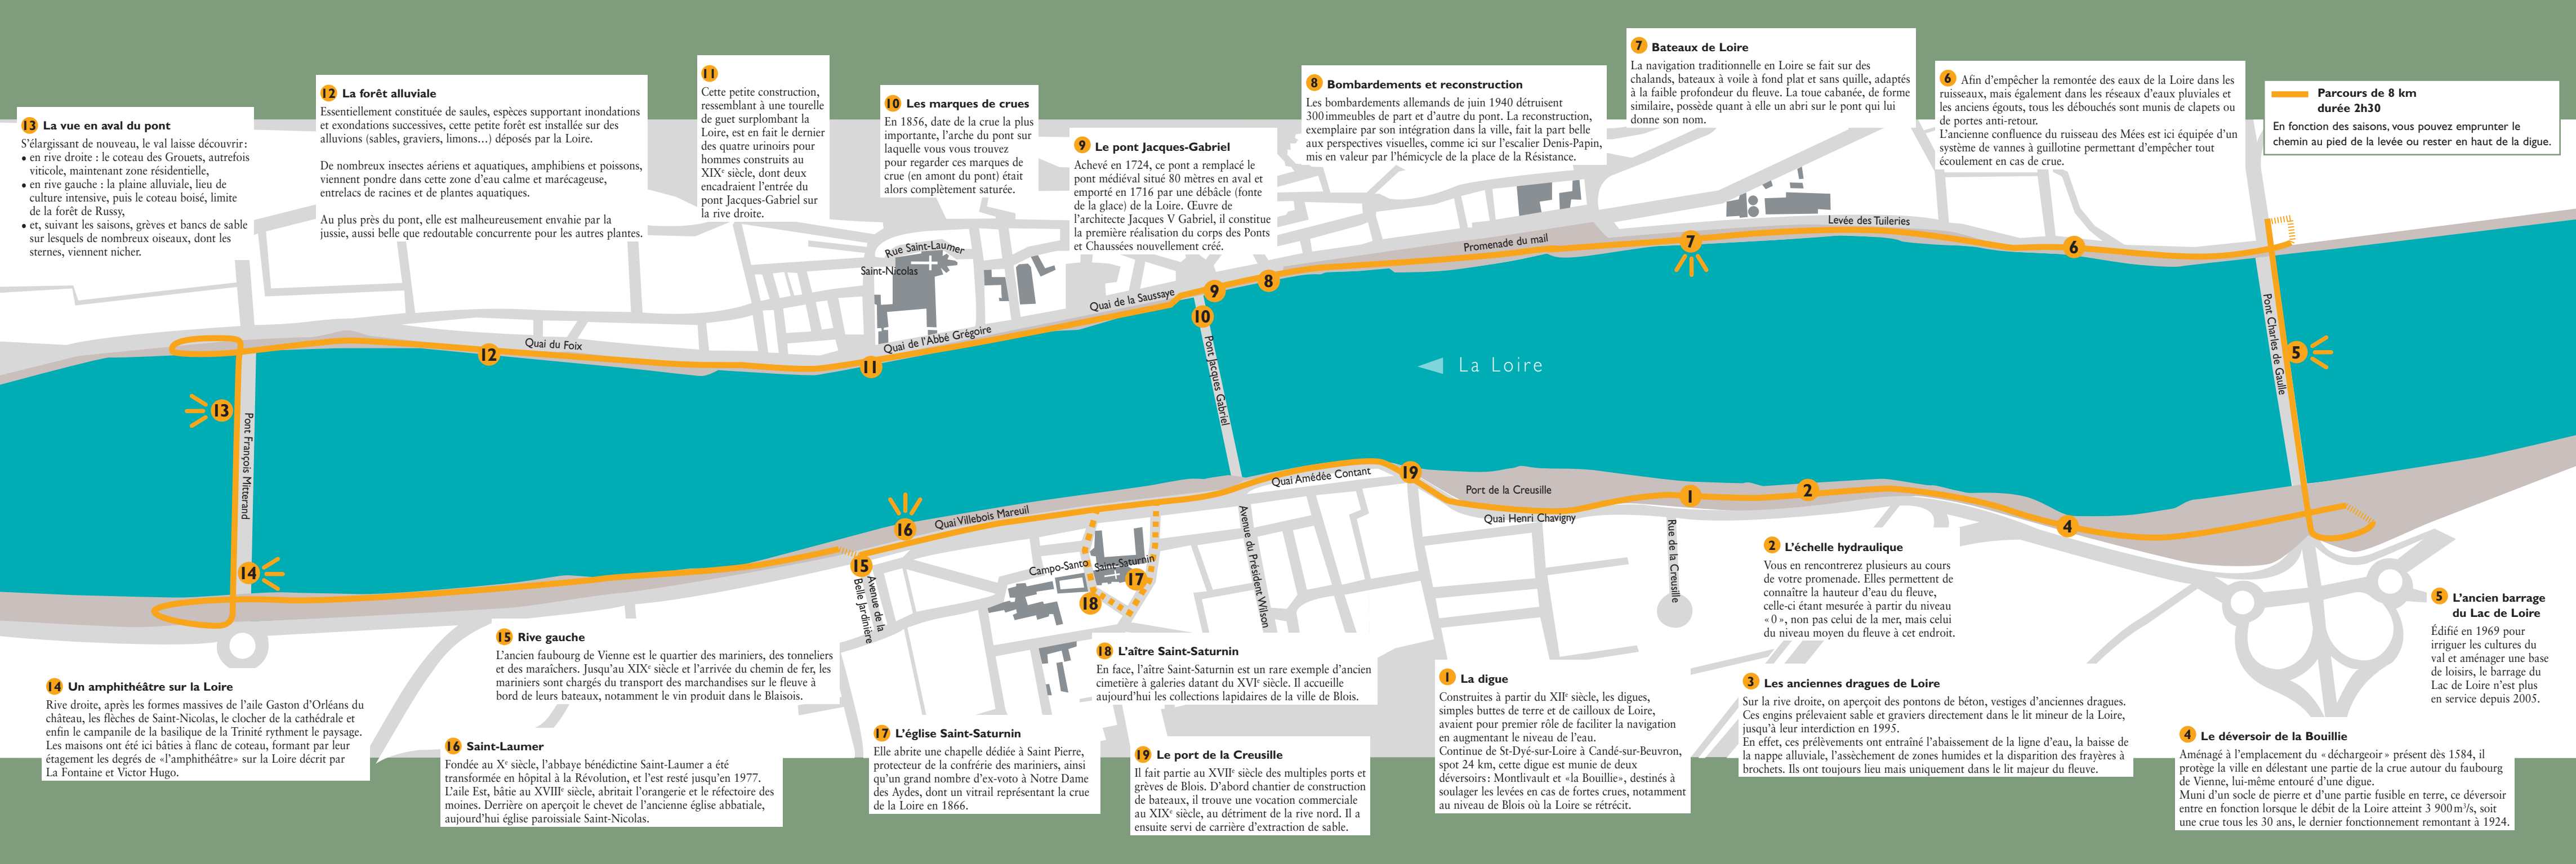 13 La vue en aval du pont
S'élargissant de nouveau, le val laisse découvrir :
• en rive droite : le coteau des Grouets, autrefois
viticole, maintenant zone résidentielle,
• en rive gauche : la plaine alluviale, lieu de
culture intensive, puis le coteau boisé, limite
de la forêt de Russy,
• et, suivant les saisons, grèves et bancs de sable
sur lesquels de nombreux oiseaux, dont les
sternes, viennent nicher.
12 La forêt alluviale
Essentiellement constituée de saules, espèces supportant inondations
et exondations successives, cette petite forêt est installée sur des
alluvions (sables, graviers, limons...) déposés par la Loire.
De nombreux insectes aériens et aquatiques, amphibiens et poissons,
viennent pondre dans cette zone d'eau calme et marécageuse,
entrelacs de racines et de plantes aquatiques.
Au plus près du pont, elle est malheureusement envahie par la
jussie, aussi belle que redoutable concurrente pour les autres plantes.
11
Cette petite construction,
ressemblant à une tourelle
de guet surplombant la
Loire, est en fait le dernier
des quatre urinoirs pour
hommes construits au
XIXe siècle, dont deux
encadraient l'entrée du
pont Jacques-Gabriel sur
la rive droite.
10 Les marques de crues
En 1856, date de la crue la plus
importante, l'arche du pont sur
laquelle vous vous trouvez
pour regarder ces marques de
crue (en amont du pont) était
alors complètement saturée.
9 Le pont Jacques-Gabriel
Achevé en 1724, ce pont a remplacé le
pont médiéval situé 80 mètres en aval et
emporté en 1716 par une débâcle (fonte
de la glace) de la Loire. Œuvre de
l'architecte Jacques V Gabriel, il constitue
la première réalisation du corps des Ponts
et Chaussées nouvellement créé.
8 Bombardements et reconstruction
Les bombardements allemands de juin 1940 détruisent
300 immeubles de part et d'autre du pont. La reconstruction,
exemplaire par son intégration dans la ville, fait la part belle
aux perspectives visuelles, comme ici sur l'escalier Denis-Papin,
mis en valeur par l'hémicycle de la place de la Résistance.
7 Bateaux de Loire
La navigation traditionnelle en Loire se fait sur des
chalands, bateaux à voile à fond plat et sans quille, adaptés
à la faible profondeur du fleuve. La toue cabanée, de forme
similaire, possède quant à elle un abri sur le pont qui lui
donne son nom.
6 Afin d'empêcher la remontée des eaux de la Loire dans les
ruisseaux, mais également dans les réseaux d'eaux pluviales et
les anciens égouts, tous les débouchés sont munis de clapets ou
de portes anti-retour.
L'ancienne confluence du ruisseau des Mées est ici équipée d'un
système de vannes à guillotine permettant d'empêcher tout
écoulement en cas de crue.
Parcours de 8 km
durée 2h30
En fonction des saisons, vous pouvez emprunter le
chemin au pied de la levée ou rester en haut de la digue.
Rue Saint-Laumer
Saint-Nicolas
Quai du Foix
Quai de l'Abbé Grégoire
Quai de la Saussaye
Promenade du mail
Levée des Tuileries
12
11
9
8
10
7
6
5
13
14
Pont François Mitterand
Pont Jacques Gabriel
La Loire
Pont Charles de Gaulle
16
15
Quai Villebois Mareuil
Avenue de la
Belle Jardinière
Campo-Santo
Saint-Saturnin
17
18
Quai Amédée Contant
Avenue du Président Wilson
19
Port de la Creusille
Quai Henri Chavigny
Rue de la Creusille
1
2
4
14 Un amphithéâtre sur la Loire
Rive droite, après les formes massives de l'aile Gaston d'Orléans du
château, les flèches de Saint-Nicolas, le clocher de la cathédrale et
enfin le campanile de la basilique de la Trinité rythment le paysage.
Les maisons ont été ici bâties à flanc de coteau, formant par leur
étagement les degrés de «l'amphithéâtre» sur la Loire décrit par
La Fontaine et Victor Hugo.
15 Rive gauche
L'ancien faubourg de Vienne est le quartier des mariniers, des tonneliers
et des maraîchers. Jusqu'au XIXe siècle et l'arrivée du chemin de fer, les
mariniers sont chargés du transport des marchandises sur le fleuve à
bord de leurs bateaux, notamment le vin produit dans le Blaisois.
16 Saint-Laumer
Fondée au Xe siècle, l'abbaye bénédictine Saint-Laumer a été
transformée en hôpital à la Révolution, et l'est resté jusqu'en 1977.
L'aile Est, bâtie au XVIIIe siècle, abritait l'orangerie et le réfectoire des
moines. Derrière on aperçoit le chevet de l'ancienne église abbatiale,
aujourd'hui église paroissiale Saint-Nicolas.
17 L'église Saint-Saturnin
Elle abrite une chapelle dédiée à Saint Pierre,
protecteur de la confrérie des mariniers, ainsi
qu'un grand nombre d'ex-voto à Notre Dame
des Aydes, dont un vitrail représentant la crue
de la Loire en 1866.
18 L'aître Saint-Saturnin
En face, l'aître Saint-Saturnin est un rare exemple d'ancien
cimetière à galeries datant du XVIe siècle. Il accueille
aujourd'hui les collections lapidaires de la ville de Blois.
19 Le port de la Creusille
Il fait partie au XVIIe siècle des multiples ports et
grèves de Blois. D'abord chantier de construction
de bateaux, il trouve une vocation commerciale
au XIXe siècle, au détriment de la rive nord. Il a
ensuite servi de carrière d'extraction de sable.
1 La digue
Construites à partir du XIIe siècle, les digues,
simples buttes de terre et de cailloux de Loire,
avaient pour premier rôle de faciliter la navigation
en augmentant le niveau de l'eau.
Continue de St-Dyé-sur-Loire à Candé-sur-Beuvron,
spot 24 km, cette digue est munie de deux
déversoirs : Montlivault et «la Bouillie», destinés à
soulager les levées en cas de fortes crues, notamment
au niveau de Blois où la Loire se rétrécit.
2 L'échelle hydraulique
Vous en rencontrerez plusieurs au cours
de votre promenade. Elles permettent de
connaître la hauteur d'eau du fleuve,
celle-ci étant mesurée à partir du niveau
«0», non pas celui de la mer, mais celui
du niveau moyen du fleuve à cet endroit.
3 Les anciennes dragues de Loire
Sur la rive droite, on aperçoit des pontons de béton, vestiges d'anciennes dragues.
Ces engins prélevaient sable et graviers directement dans le lit mineur de la Loire,
jusqu'à leur interdiction en 1995.
En effet, ces prélèvements ont entraîné l'abaissement de la ligne d'eau, la baisse de
la nappe alluviale, l'assèchement de zones humides et la disparition des frayères à
brochets. Ils ont toujours lieu mais uniquement dans le lit majeur du fleuve.
5 L'ancien barrage
du Lac de Loire
Édifié en 1969 pour
irriguer les cultures du
val et aménager une base
de loisirs, le barrage du
Lac de Loire n'est plus
en service depuis 2005.
4 Le déversoir de la Bouillie
Aménagé à l'emplacement du «déchargeoir» présent dès 1584, il
protège la ville en délestant une partie de la crue autour du faubourg
de Vienne, lui-même entouré d'une digue.
Muni d'un socle de pierre et d'une partie fusible en terre, ce déversoir
entre en fonction lorsque le débit de la Loire atteint 3 900 m³/s, soit
une crue tous les 30 ans, le dernier fonctionnement remontant à 1924.